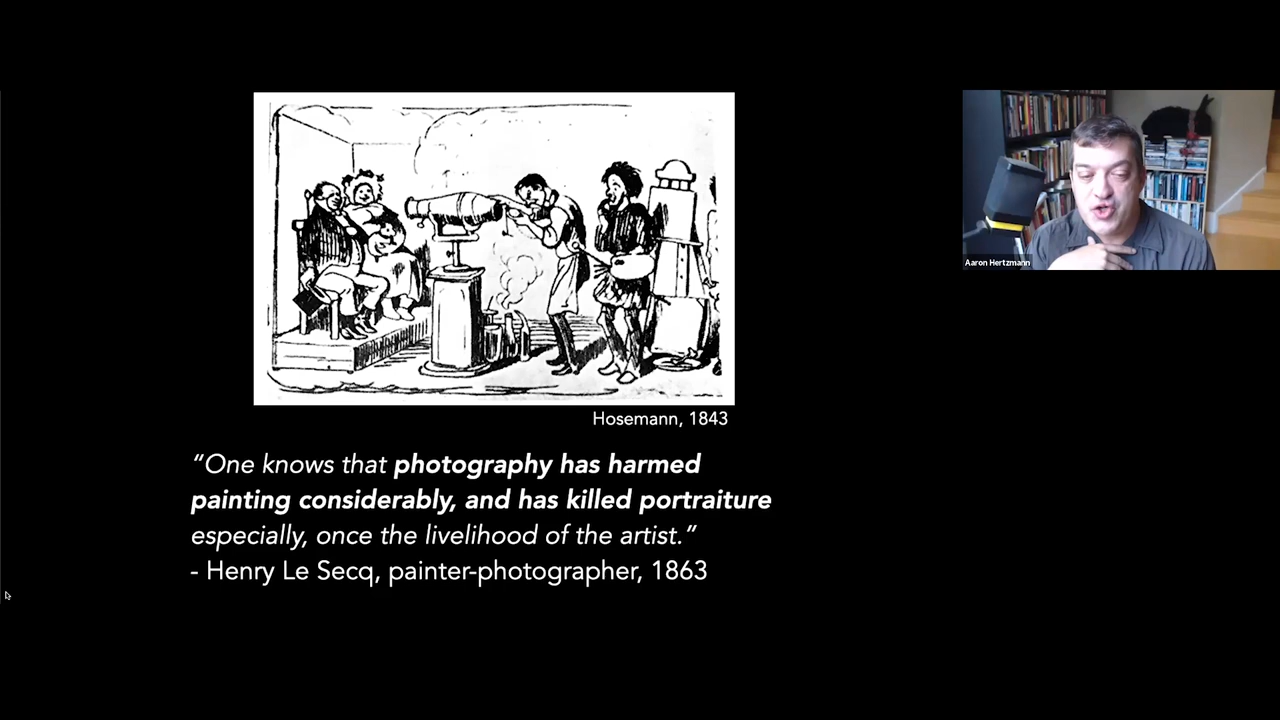 Hosemann, 1843
“One knows that photography has harmed
painting considerably, and has killed portraiture
especially, once the livelihood of the artist.”
- Henry Le Secq, painter-photographer, 1863
Aaron Hertzmann